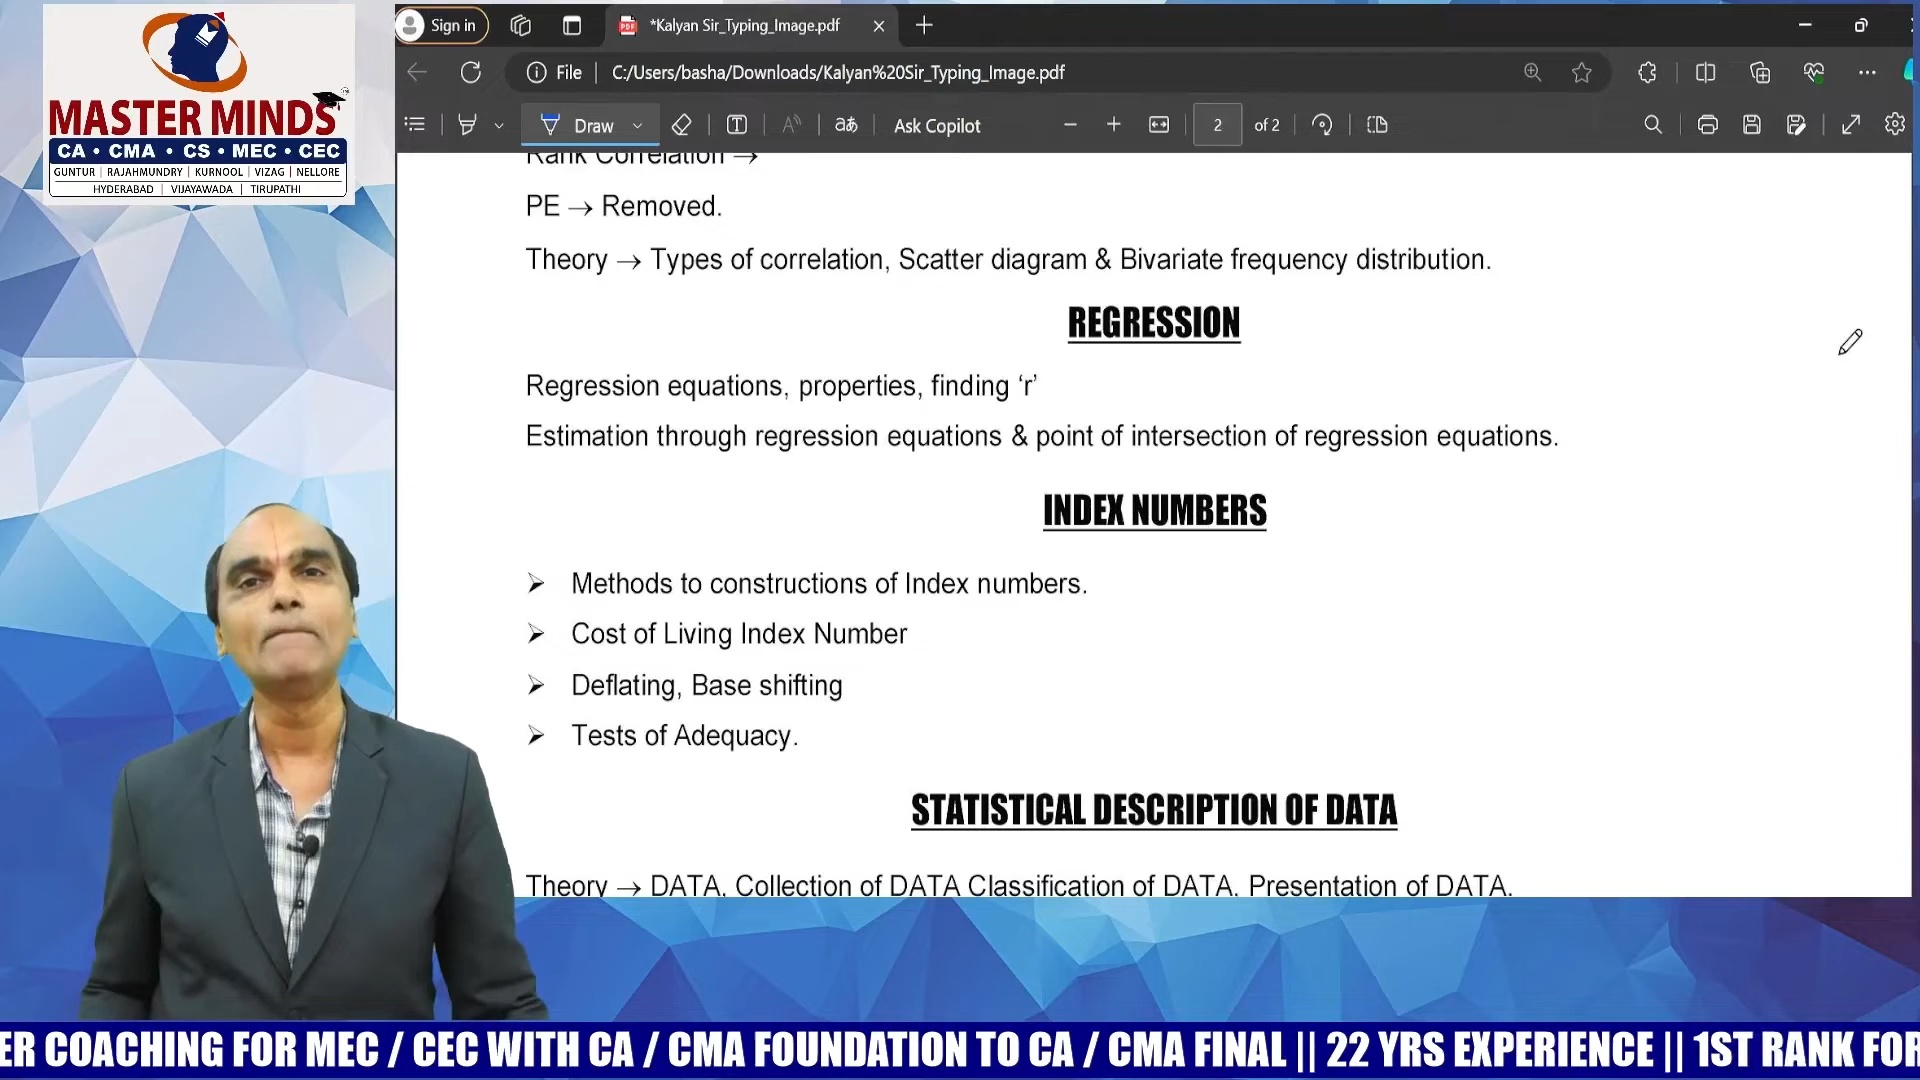 MASTER MINDS
CA • CMA • CS • MEC • CEC
GUNTUR | RAJAHMUNDRY | KURNOOL | VIZAG | NELLORE
HYDERABAD | VIJAYAWADA | TIRUPATHI
Sign in
*Kalyan Sir_Typing_Image.pdf
File
C:/Users/basha/Downloads/Kalyan%20Sir_Typing_Image.pdf
Draw
Ask Copilot
2 of 2
Rank Correlation →
PE → Removed.
Theory → Types of correlation, Scatter diagram & Bivariate frequency distribution.
REGRESSION
Regression equations, properties, finding ‘r’
Estimation through regression equations & point of intersection of regression equations.
INDEX NUMBERS
➢ Methods to constructions of Index numbers.
➢ Cost of Living Index Number
➢ Deflating, Base shifting
➢ Tests of Adequacy.
STATISTICAL DESCRIPTION OF DATA
Theory → DATA, Collection of DATA Classification of DATA, Presentation of DATA.
ER COACHING FOR MEC / CEC WITH CA / CMA FOUNDATION TO CA / CMA FINAL || 22 YRS EXPERIENCE || 1ST RANK FOR